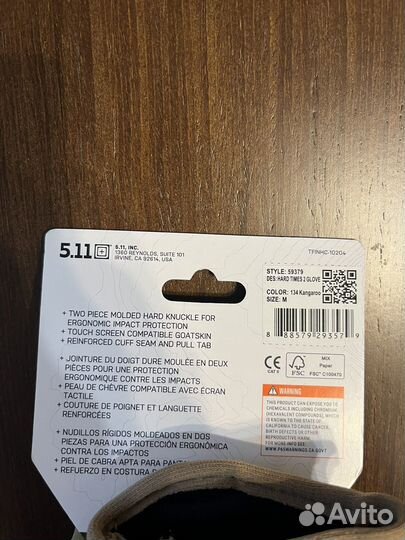 5.11
5.11, INC.
1360 REYNOLDS, SUITE 101
IRVINE, CA 92614, USA
TPINHC-10204
STYLE: 59379
DES: HARD TIMES 2 GLOVE
COLOR: 134 Kangaroo
SIZE: M
8 88579 29357 9
+ TWO PIECE MOLDED HARD KNUCKLE FOR
ERGONOMIC IMPACT PROTECTION
+ TOUCH SCREEN COMPATIBLE GOATSKIN
+ REINFORCED CUFF SEAM AND PULL TAB
+ JOINTURE DU DOIGT DURE MOULÉE EN DEUX
PIÈCES POUR UNE PROTECTION
ERGONOMIQUE CONTRE LES IMPACTS
+ PEAU DE CHÈVRE COMPATIBLE AVEC ÉCRAN
TACTILE
+ COUTURE DE POIGNET ET LANGUETTE
RENFORCÉES
+ NUDILLOS RÍGIDOS MOLDEADOS EN DOS
PIEZAS PARA UNA PROTECCIÓN ERGONÓMICA
CONTRA LOS IMPACTOS
+ PIEL DE CABRA APTA PARA
+ REFUERZO EN COSTURA
CE
CAT II
FSC
MIX
Paper
FSC® C100470
WARNING
THIS PRODUCT CAN EXPOSE YOU TO
CHEMICALS INCLUDING CHROMIUM
(HEXAVALENT COMPOUNDS), WHICH
ARE KNOWN TO THE STATE OF
CALIFORNIA TO CAUSE CANCER,
BIRTH DEFECTS OR OTHER
REPRODUCTIVE HARM.
FOR MORE INFO SEE
WWW.P65WARNINGS.CA.GOV
Avito